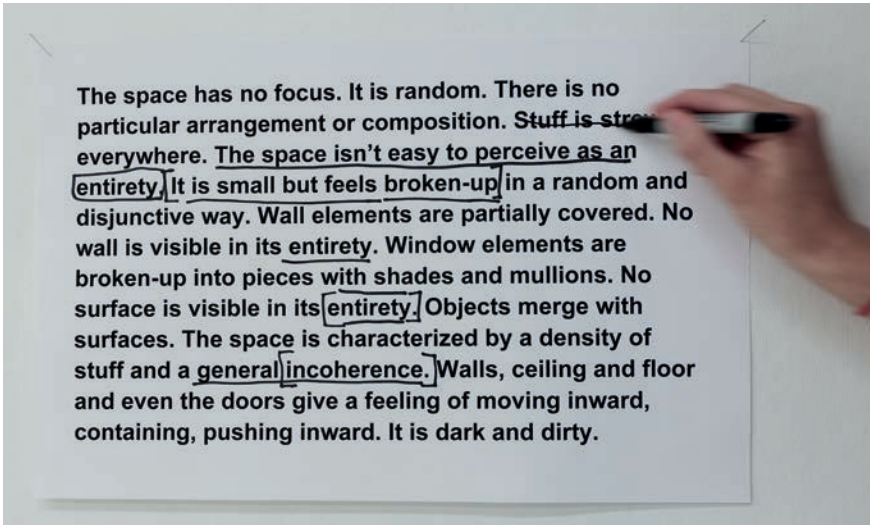 The space has no focus. It is random. There is no
particular arrangement or composition. Stuff is
everywhere. The space isn't easy to perceive as an
entirety. It is small but feels broken-up in a random and
disjunctive way. Wall elements are partially covered. No
wall is visible in its entirety. Window elements are
broken-up into pieces with shades and mullions. No
surface is visible in its entirety. Objects merge with
surfaces. The space is characterized by a density of
stuff and a general incoherence. Walls, ceiling and floor
and even the doors give a feeling of moving inward,
containing, pushing inward. It is dark and dirty.